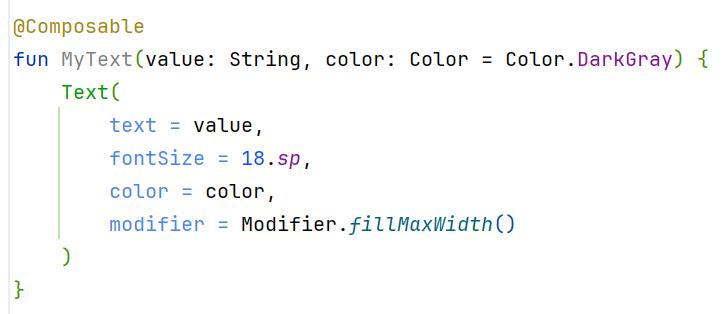 @Composable
fun MyText(value: String, color: Color = Color.DarkGray) {
    Text(
        text = value,
        fontSize = 18.sp,
        color = color,
        modifier = Modifier.fillMaxWidth()
    )
}